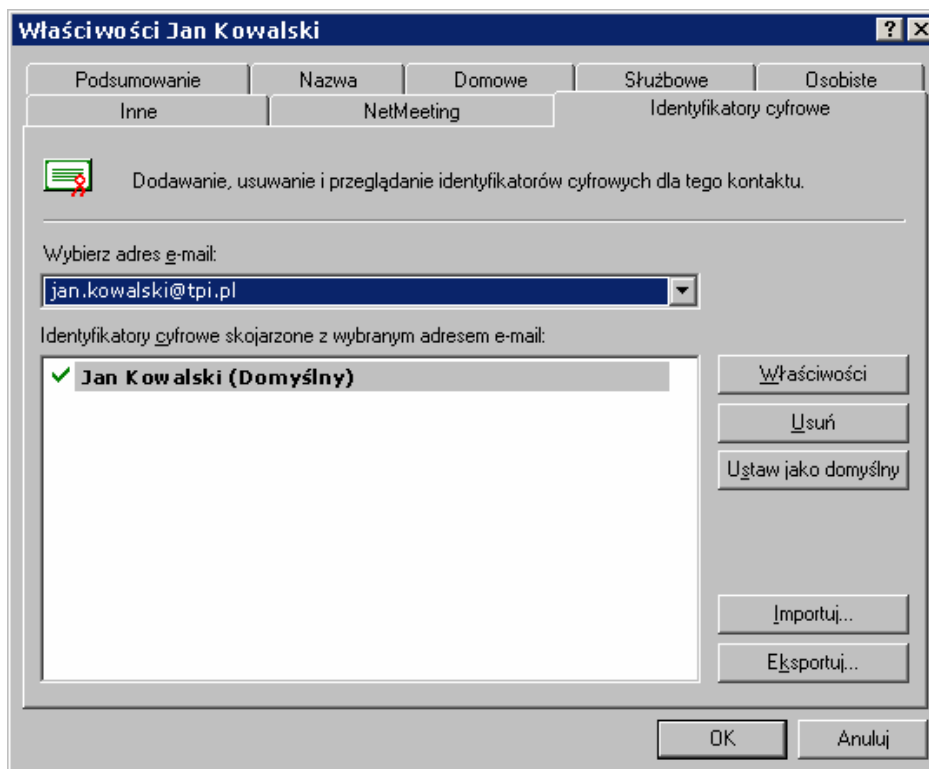 Właściwości Jan Kowalski
Podsumowanie Nazwa Domowe Służbowe Osobiste
Inne NetMeeting Identyfikatory cyfrowe
Dodawanie, usuwanie i przeglądanie identyfikatorów cyfrowych dla tego kontaktu.
Wybierz adres e-mail:
jan.kowalski@tpi.pl
Identyfikatory cyfrowe skojarzone z wybranym adresem e-mail:
Jan Kowalski (Domyślny)
Właściwości
Usuń
Ustaw jako domyślny
Importuj...
Eksportuj...
OK Anuluj